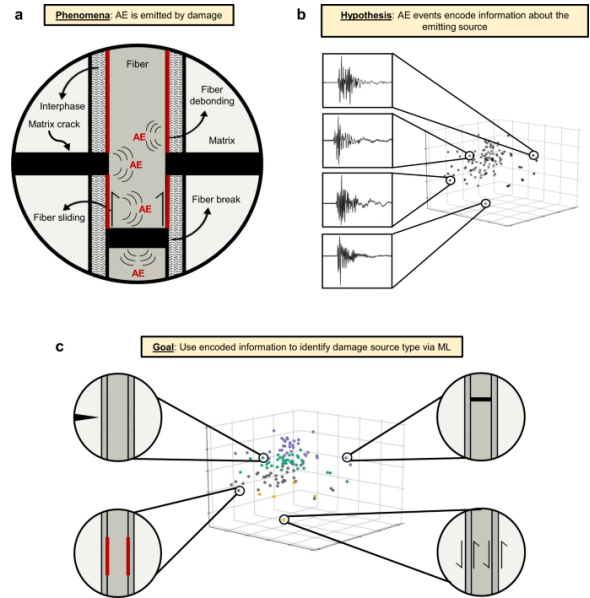 a
Phenomena: AE is emitted by damage
Fiber
Interphase
Fiber
debonding
Matrix crack
AE
AE
Matrix
Fiber sliding
AE
Fiber break
AE
b
Hypothesis: AE events encode information about the
emitting source
c
Goal: Use encoded information to identify damage source type via ML